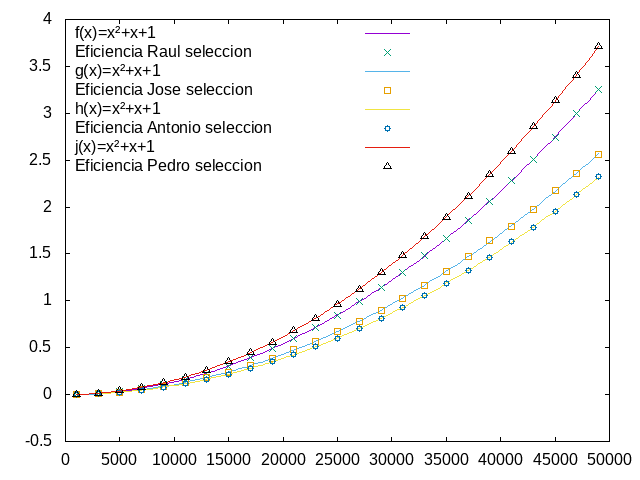 4
3.5
3
2.5
2
1.5
1
0.5
0
-0.5
f(x)=x²+x+1
Eficiencia Raul seleccion
g(x)=x²+x+1
Eficiencia Jose seleccion
h(x)=x²+x+1
Eficiencia Antonio seleccion
j(x)=x²+x+1
Eficiencia Pedro seleccion
0 5000 10000 15000 20000 25000 30000 35000 40000 45000 50000